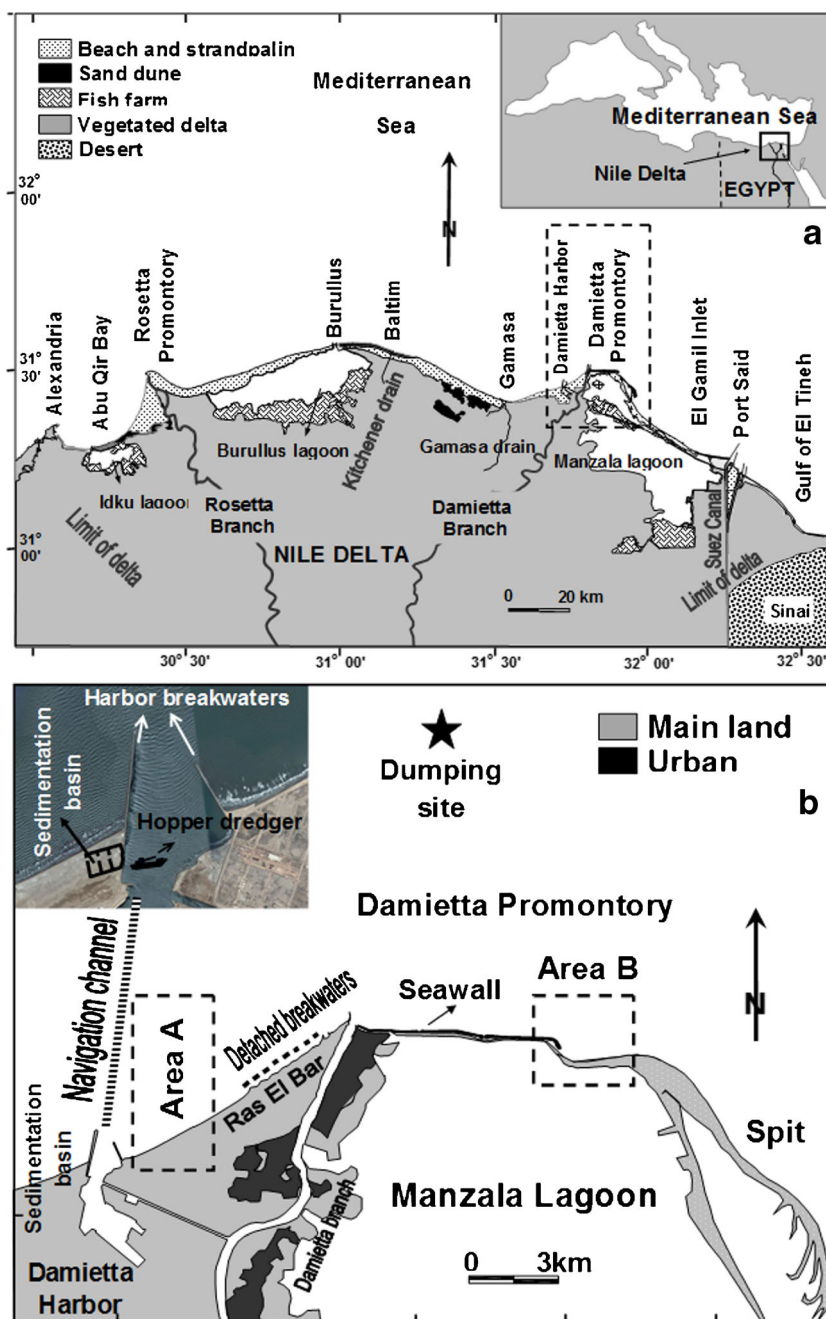 Beach and strandpalin
Sand dune
Fish farm
Vegetated delta
Desert
Mediterranean
Sea
N
Mediterranean Sea
Nile Delta
EGYPT
a
32°
00'
31°
30'
31°
00'
Alexandria
Abu Qir Bay
Rosetta
Promontory
Burullus
Baltim
Gamasa
Damietta Harbor
Damietta
Promontory
El Gamil Inlet
Port Said
Gulf of El Tineh
Idku lagoon
Burullus lagoon
Kitchener drain
Gamasa drain
Manzala lagoon
Rosetta
Branch
Damietta
Branch
Limit of delta
NILE DELTA
Suez Canal
Limit of delta
Sinai
0 20 km
30° 30'
31° 00'
31° 30'
32° 00'
32° 30'
Harbor breakwaters
Sedimentation
basin
Hopper dredger
Dumping
site
Main land
Urban
b
Damietta Promontory
N
Navigation channel
Area A
Detached breakwaters
Ras El Bar
Seawall
Area B
Spit
Sedimentation
basin
Damietta branch
Manzala Lagoon
0 3km
Damietta
Harbor